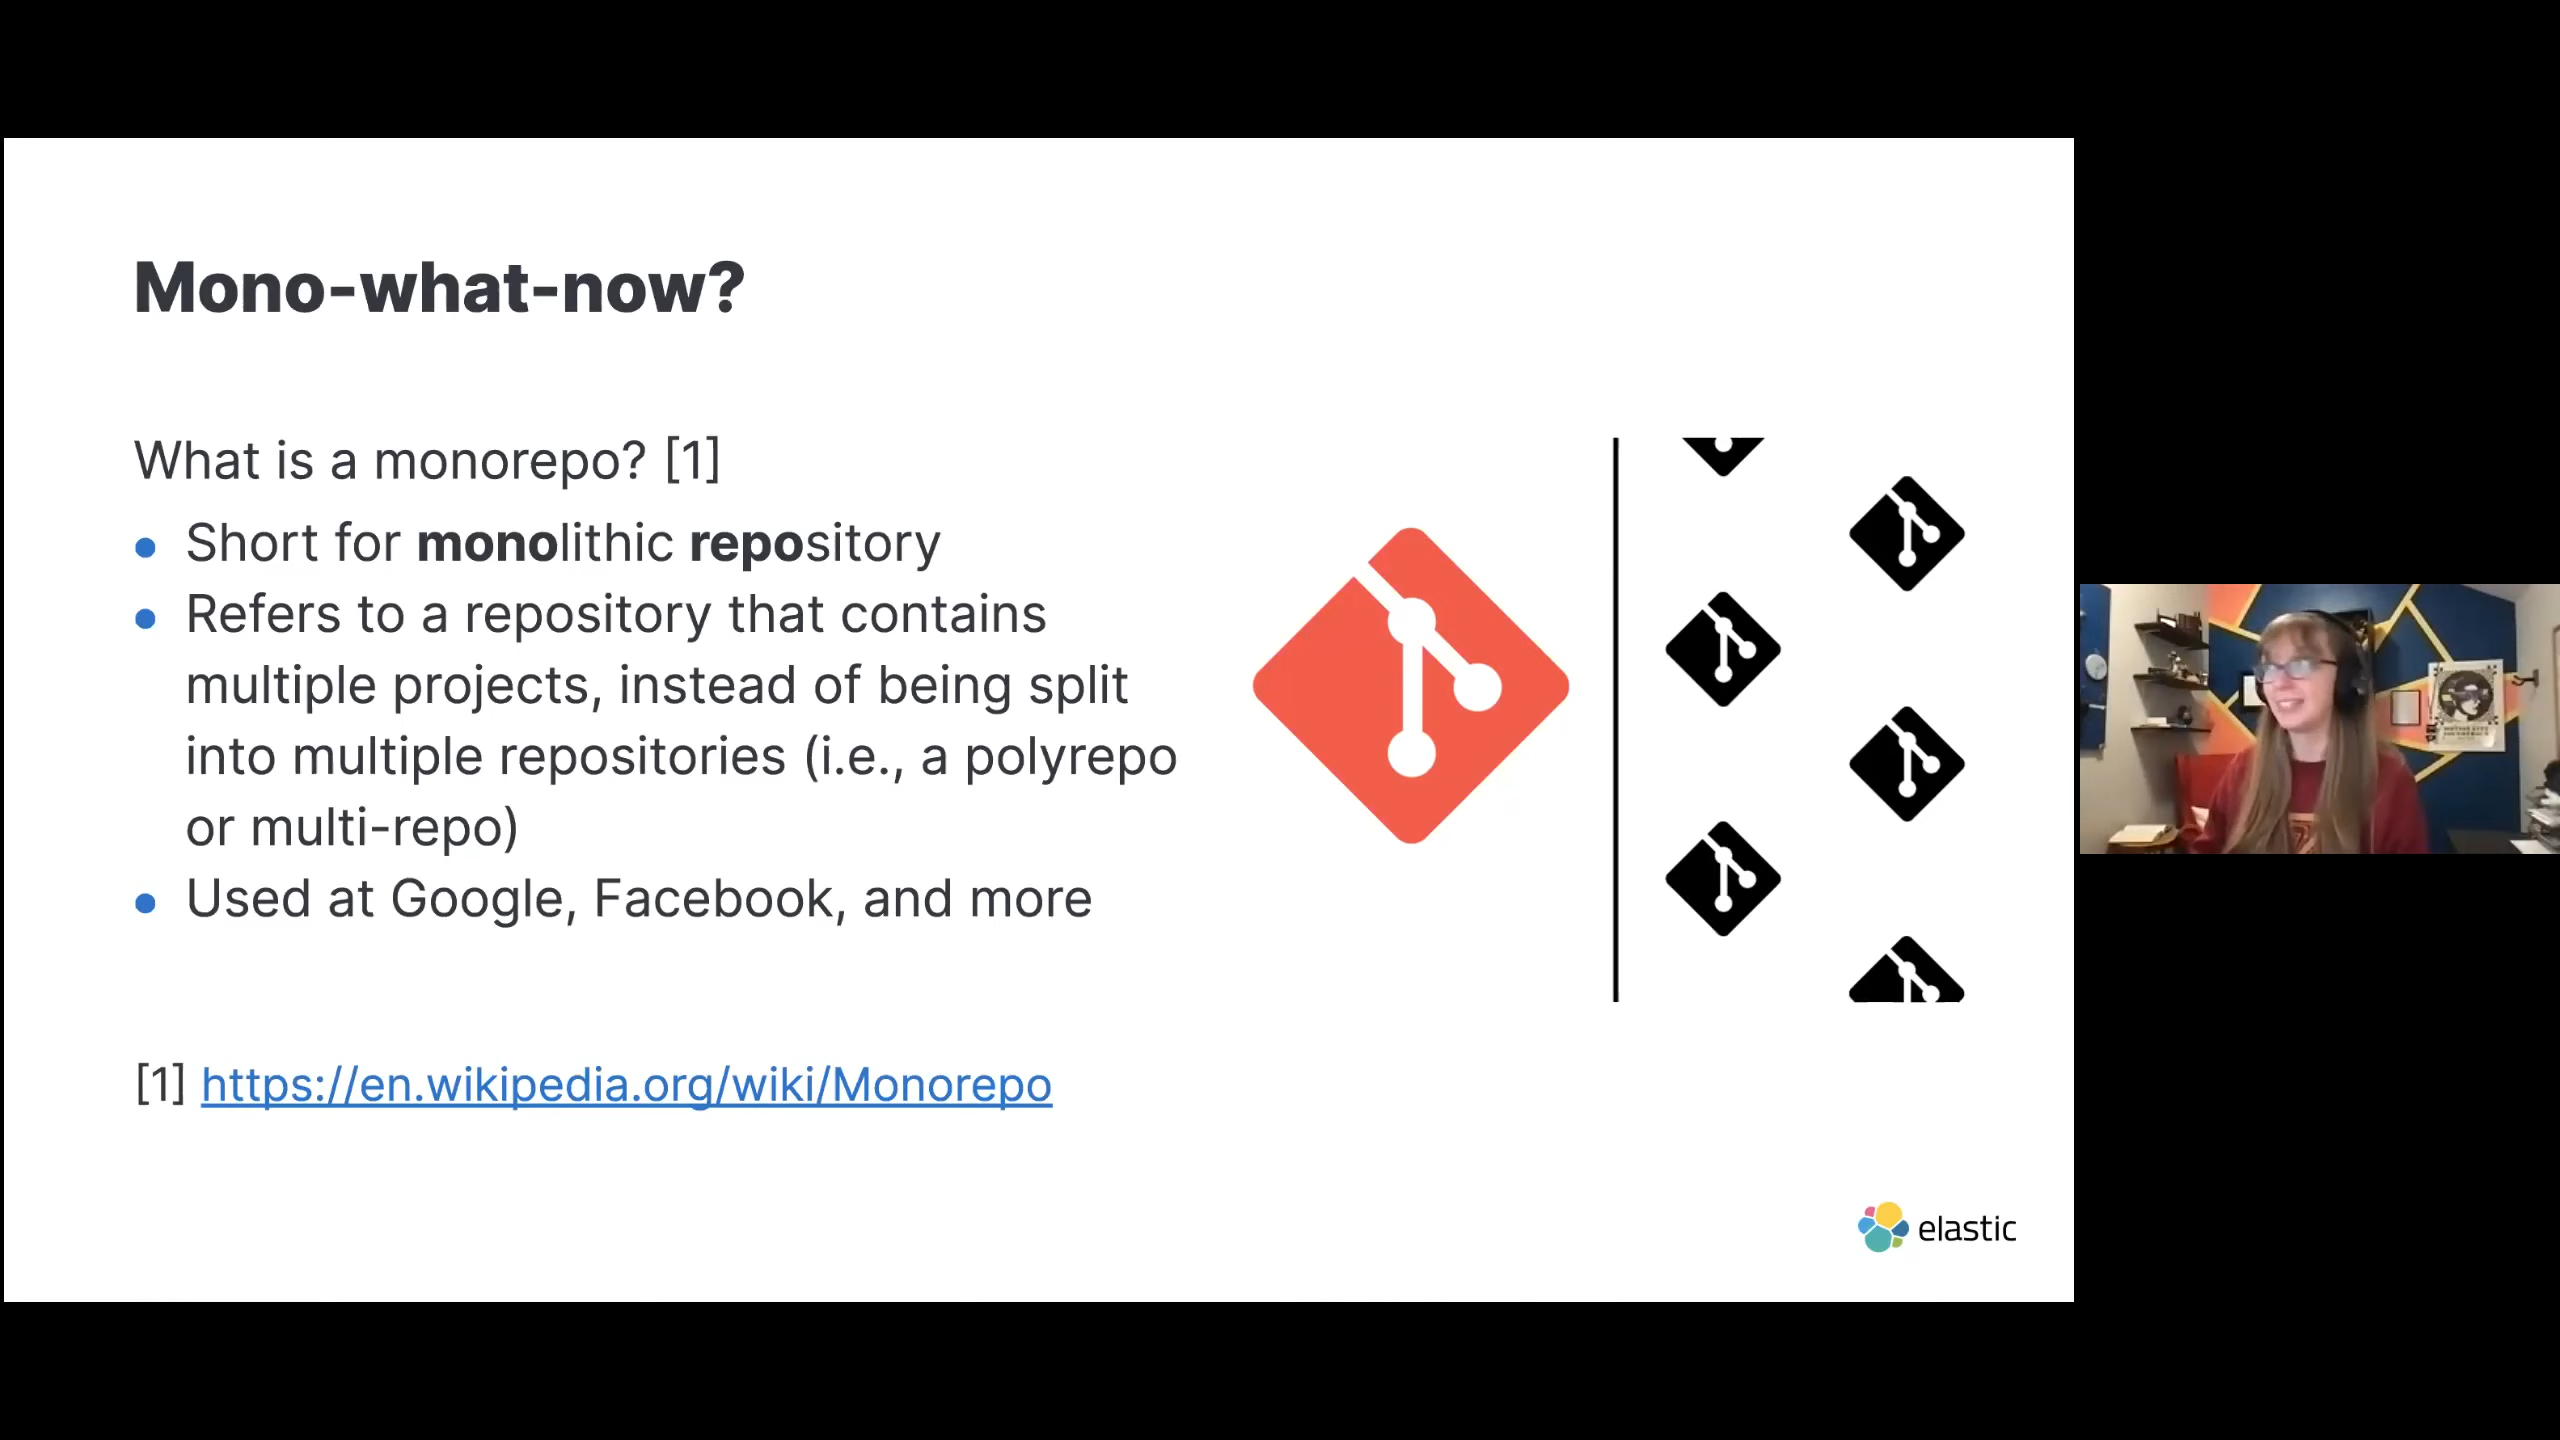 Mono-what-now?
What is a monorepo? [1]
Short for monolithic repository
Refers to a repository that contains
multiple projects, instead of being split
into multiple repositories (i.e., a polyrepo
or multi-repo)
Used at Google, Facebook, and more
[1] https://en.wikipedia.org/wiki/Monorepo
elastic